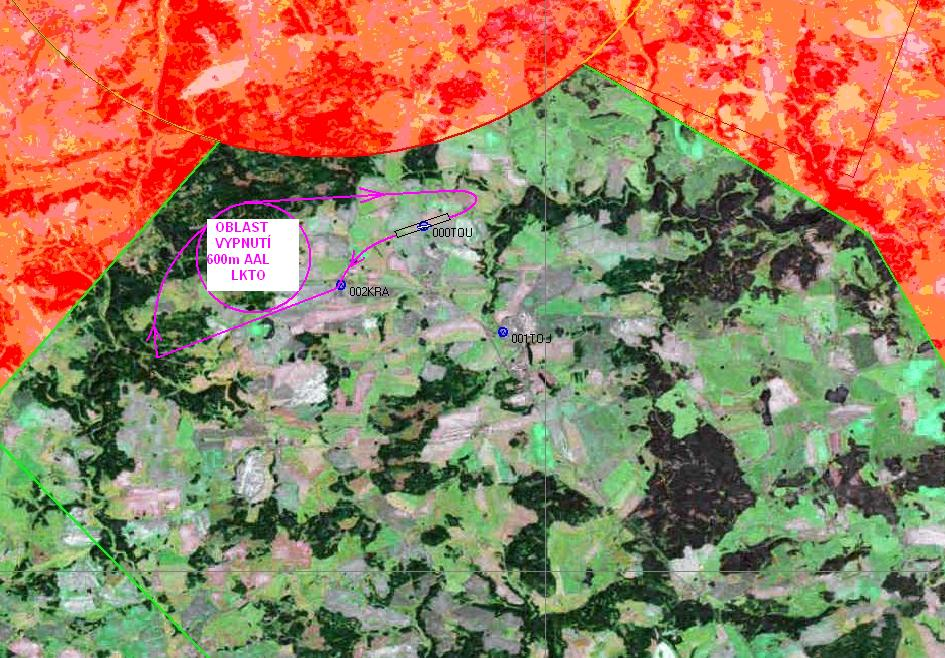 OBLAST
VYPNUTÍ
600m AAL
LKTO
000TOU
002KRA
001TOJ